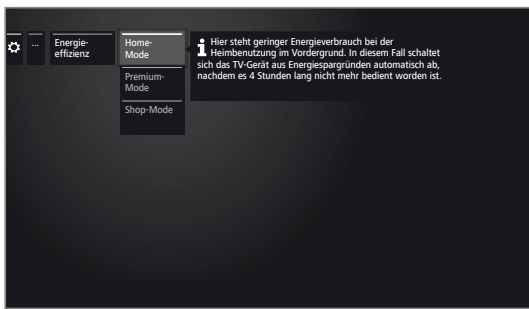 ...
Energie-
effizienz
Home-
Mode
Premium-
Mode
Shop-Mode
Hier steht geringer Energieverbrauch bei der
Heimbenutzung im Vordergrund. In diesem Fall schaltet
sich das TV-Gerät aus Energiespargründen automatisch ab,
nachdem es 4 Stunden lang nicht mehr bedient worden ist.